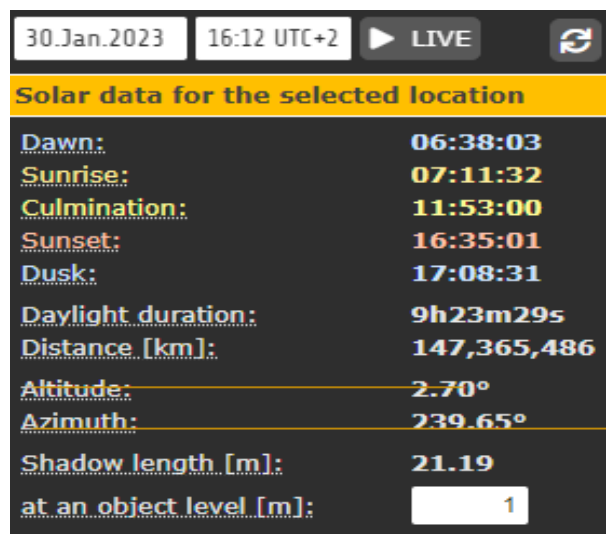 30.Jan.2023 16:12 UTC+2 LIVE
Solar data for the selected location
Dawn: 06:38:03
Sunrise: 07:11:32
Culmination: 11:53:00
Sunset: 16:35:01
Dusk: 17:08:31
Daylight duration: 9h23m29s
Distance [km]: 147,365,486
Altitude: 2.70°
Azimuth: 239.65°
Shadow length [m]: 21.19
at an object level [m]: 1